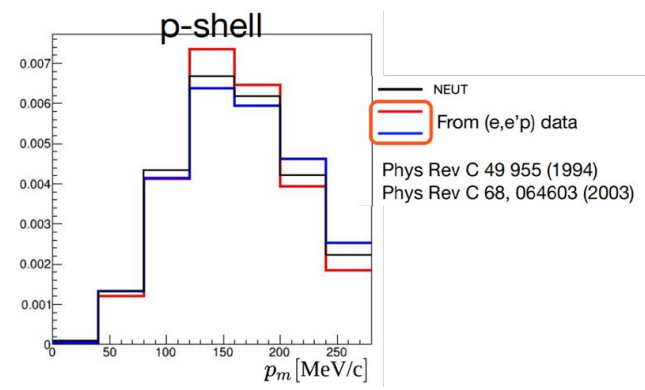 p-shell
0.007
0.006
0.005
0.004
0.003
0.002
0.001
0
0 50 100 150 200 250
p_m [MeV/c]
NEUT
From (e,e'p) data
Phys Rev C 49 955 (1994)
Phys Rev C 68, 064603 (2003)